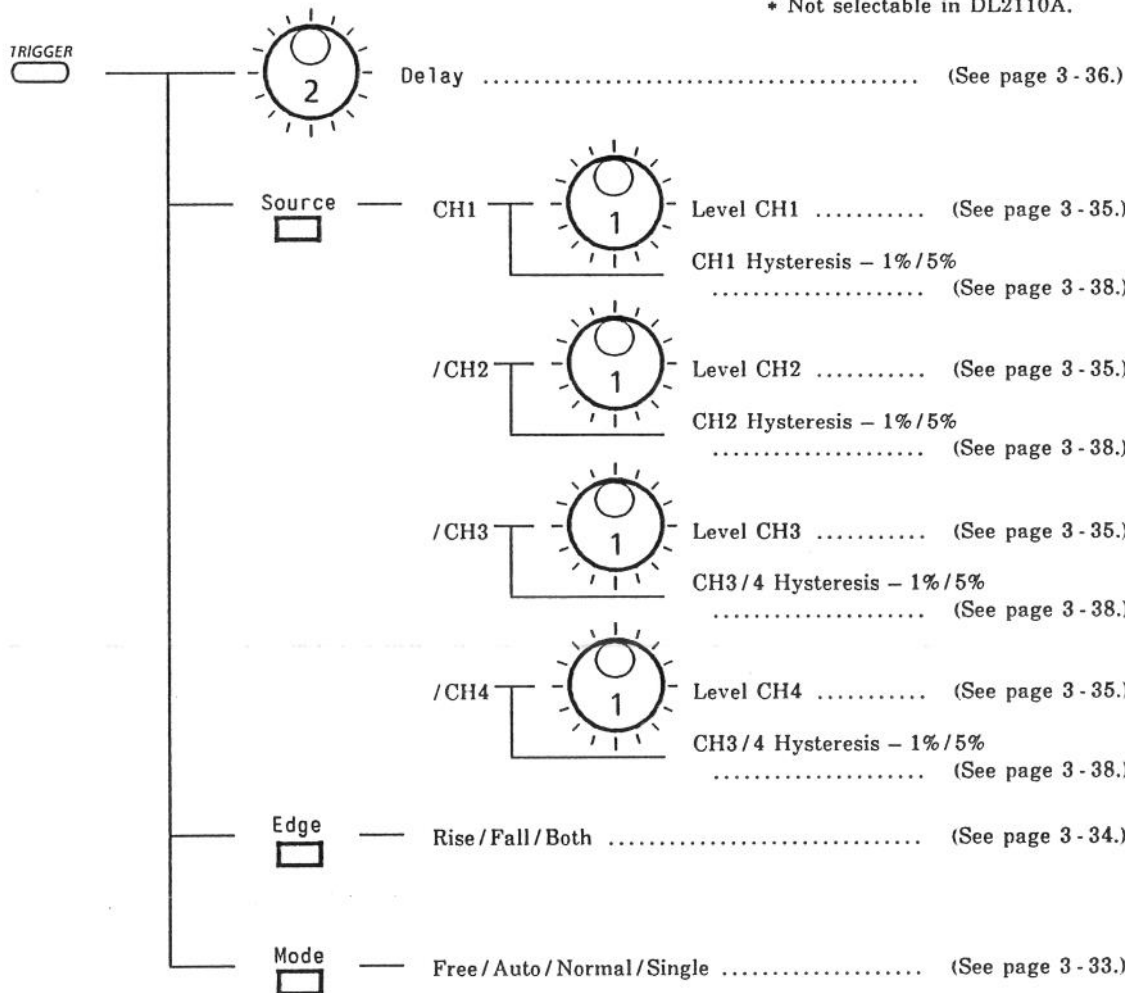 * Not selectable in DL2110A.
TRIGGER
2 Delay ............................................ (See page 3-36.)
Source CH1 1 Level CH1 ........... (See page 3-35.)
CH1 Hysteresis – 1%/5%
..................... (See page 3-38.)
/CH2 1 Level CH2 ........... (See page 3-35.)
CH2 Hysteresis – 1%/5%
..................... (See page 3-38.)
/CH3 1 Level CH3 ........... (See page 3-35.)
CH3/4 Hysteresis – 1%/5%
..................... (See page 3-38.)
/CH4 1 Level CH4 ........... (See page 3-35.)
CH3/4 Hysteresis – 1%/5%
..................... (See page 3-38.)
Edge Rise/Fall/Both ............................... (See page 3-34.)
Mode Free/Auto/Normal/Single .................... (See page 3-33.)